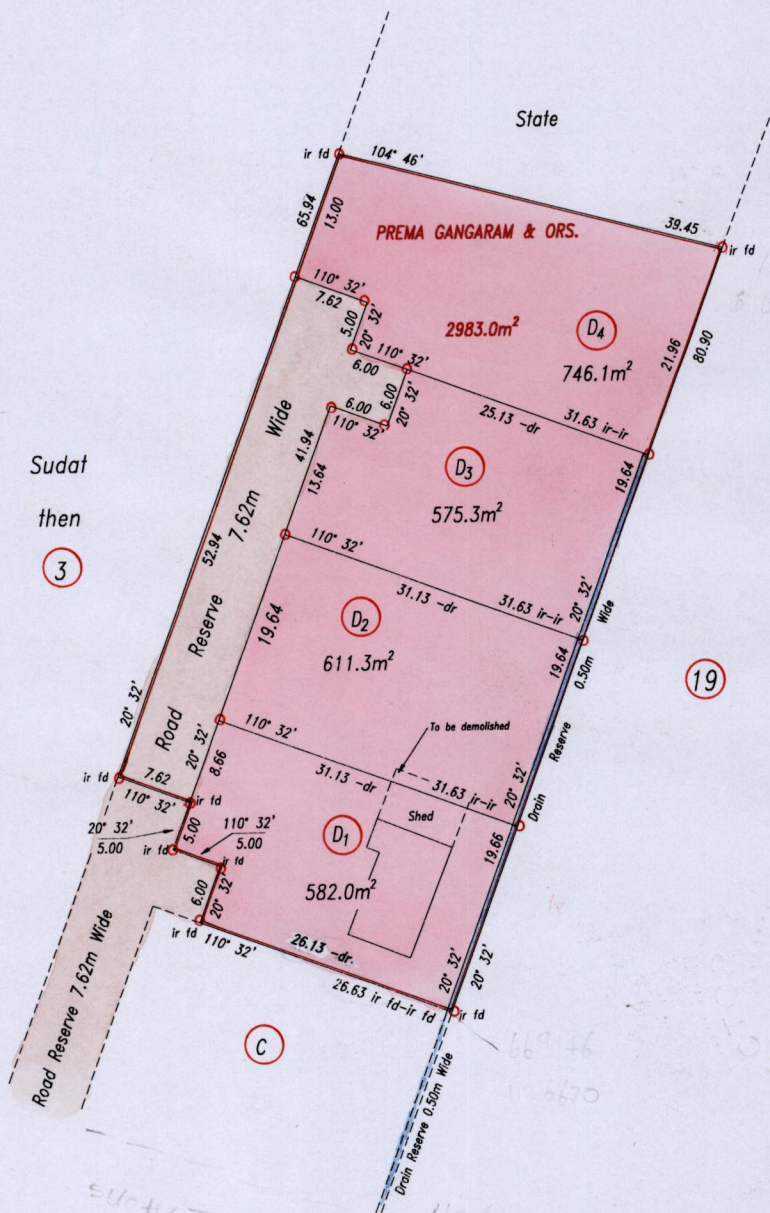 State
ir fd
104° 46'
39.45
ir fd
65.94
13.00
PREMA GANGARAM & ORS.
110° 32'
7.62
5.00
20° 32'
2983.0m²
D4
746.1m²
21.96
80.90
110° 32'
6.00
6.00
20° 32'
6.00
110° 32'
25.13 -dr
31.63 ir-ir
Wide
41.94
13.64
D3
575.3m²
19.64
Sudat
then
3
7.62m
52.94
110° 32'
31.13 -dr
31.63 ir-ir
20° 32'
Wide
D2
611.3m²
Reserve
19.64
19.64
0.50m
19
20° 32'
Road
20° 32'
110° 32'
To be demolished
Reserve
8.66
31.13 -dr
31.63 ir-ir
20° 32'
Drain
ir fd
7.62
110° 32'
ir fd
Shed
20° 32'
5.00
110° 32'
5.00
ir fd
ir fd
D1
582.0m²
19.66
6.00
20° 32'
ir fd
110° 32'
26.13 -dr.
26.63 ir fd-ir fd
20° 32'
20° 32'
ir fd
Road Reserve 7.62m Wide
C
Drain Reserve 0.50m Wide